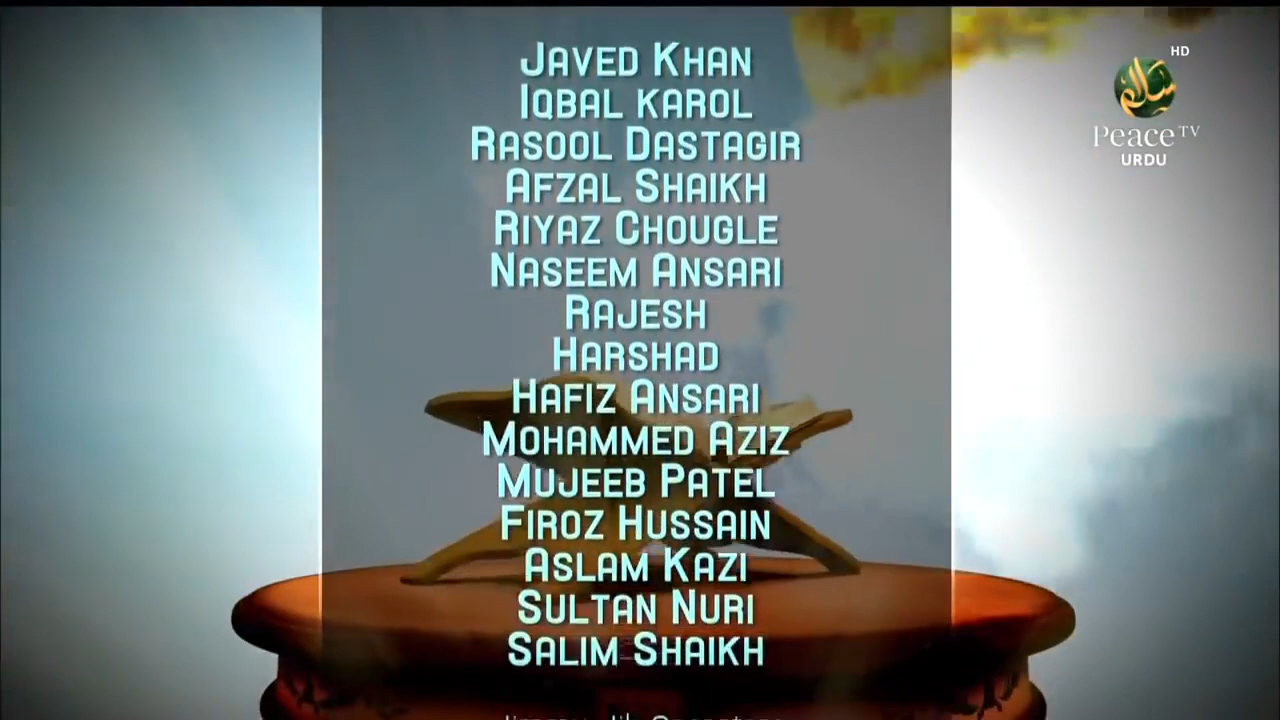 JAVED KHAN
IQBAL KAROL
RASOOL DASTAGIR
AFZAL SHAIKH
RIYAZ CHOUGLE
NASEEM ANSARI
RAJESH
HARSHAD
HAFIZ ANSARI
MOHAMMED AZIZ
MUJEEB PATEL
FIROZ HUSSAIN
ASLAM KAZI
SULTAN NURI
SALIM SHAIKH
HD
سلام
Peace TV
URDU